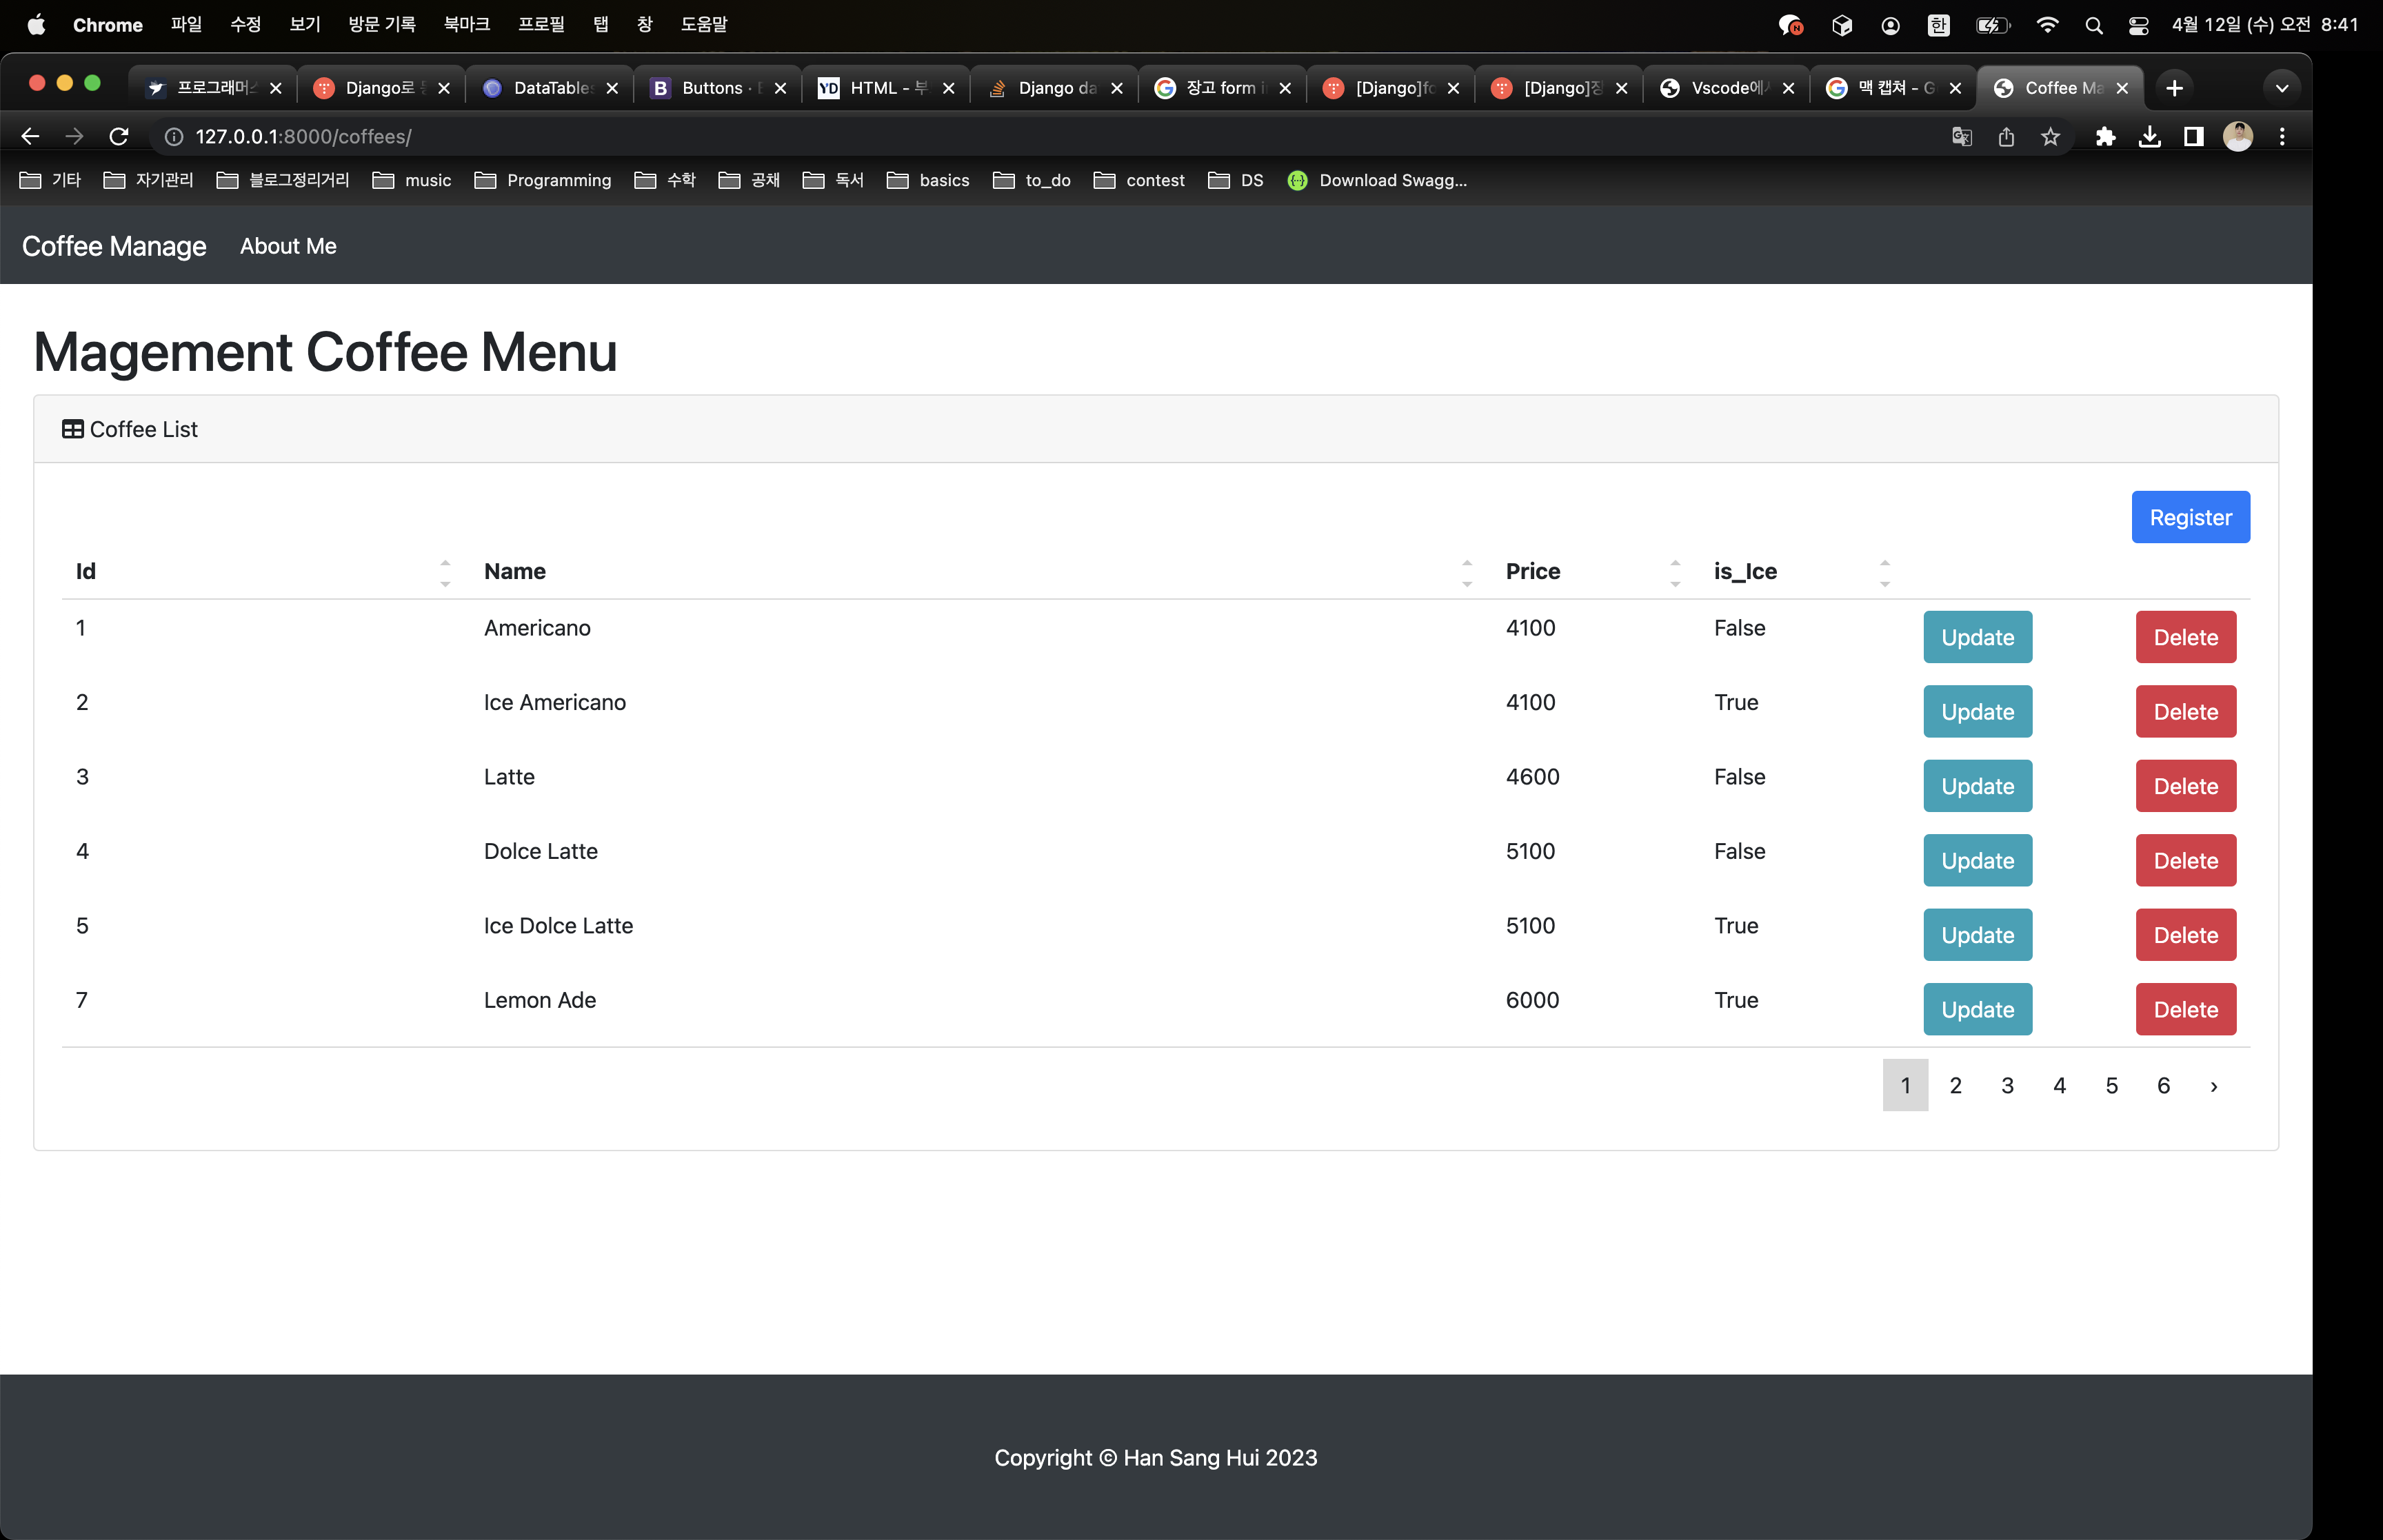 Chrome 파일 수정 보기 방문 기록 북마크 프로필 탭 창 도움말 한 4월 12일 (수) 오전 8:41
프로그래머스 Django로 DataTables Buttons · YD HTML - 부 Django da 장고 form i [Django]fo [Django]장 Vscode에서 맥 캡쳐 - G Coffee Ma
127.0.0.1:8000/coffees/
기타 자기관리 블로그정리거리 music Programming 수학 공채 독서 basics to_do contest DS Download Swagg...
Coffee Manage About Me
Magement Coffee Menu
Coffee List
Register
Id Name Price is_Ice
1 Americano 4100 False Update Delete
2 Ice Americano 4100 True Update Delete
3 Latte 4600 False Update Delete
4 Dolce Latte 5100 False Update Delete
5 Ice Dolce Latte 5100 True Update Delete
7 Lemon Ade 6000 True Update Delete
1 2 3 4 5 6 ›
Copyright © Han Sang Hui 2023